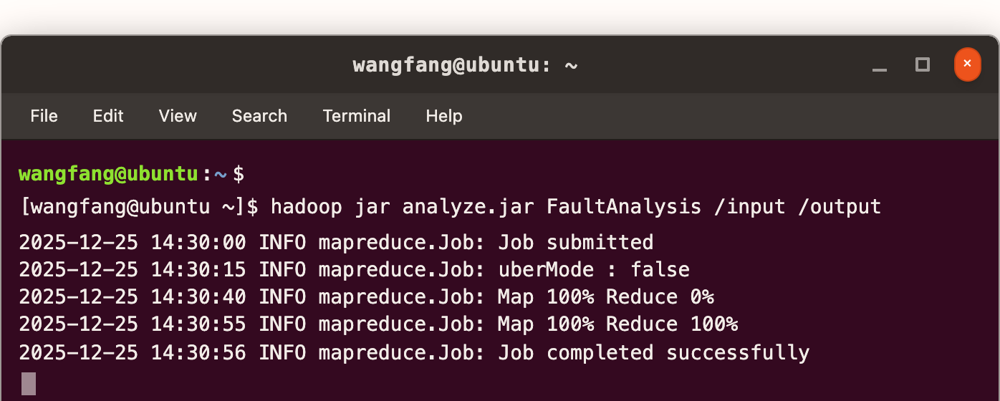 wangfang@ubuntu: ~
File Edit View Search Terminal Help
wangfang@ubuntu:~$
[wangfang@ubuntu ~]$ hadoop jar analyze.jar FaultAnalysis /input /output
2025-12-25 14:30:00 INFO mapreduce.Job: Job submitted
2025-12-25 14:30:15 INFO mapreduce.Job: uberMode : false
2025-12-25 14:30:40 INFO mapreduce.Job: Map 100% Reduce 0%
2025-12-25 14:30:55 INFO mapreduce.Job: Map 100% Reduce 100%
2025-12-25 14:30:56 INFO mapreduce.Job: Job completed successfully